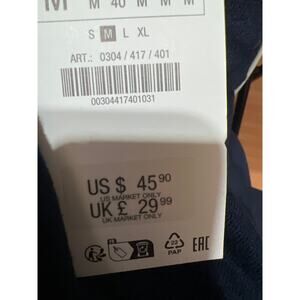 M 40 M M M
S M L XL
ART.: 0304 / 417 / 401
00304417401031
US $ 45.90
US MARKET ONLY
UK £ 29.99
UK MARKET ONLY
FR
22
PAP
EAC